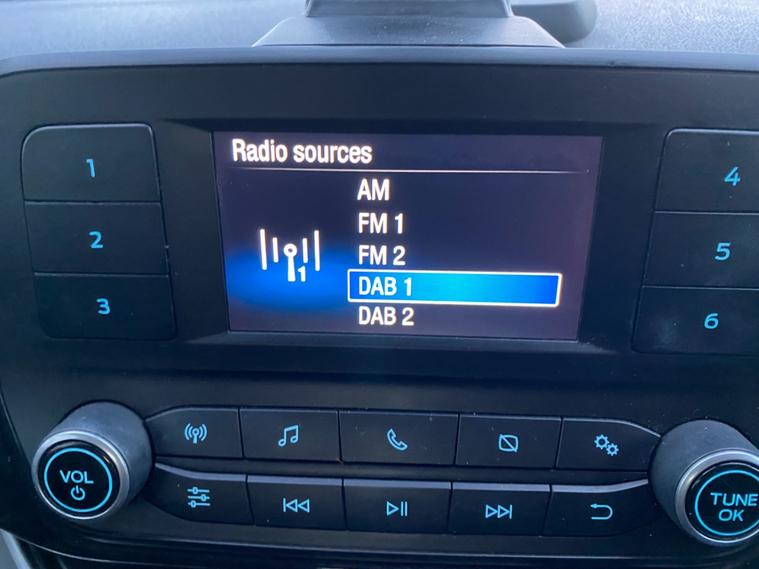 Radio sources
AM
FM 1
FM 2
DAB 1
DAB 2
1
1
2
3
4
5
6
VOL
TUNE
OK